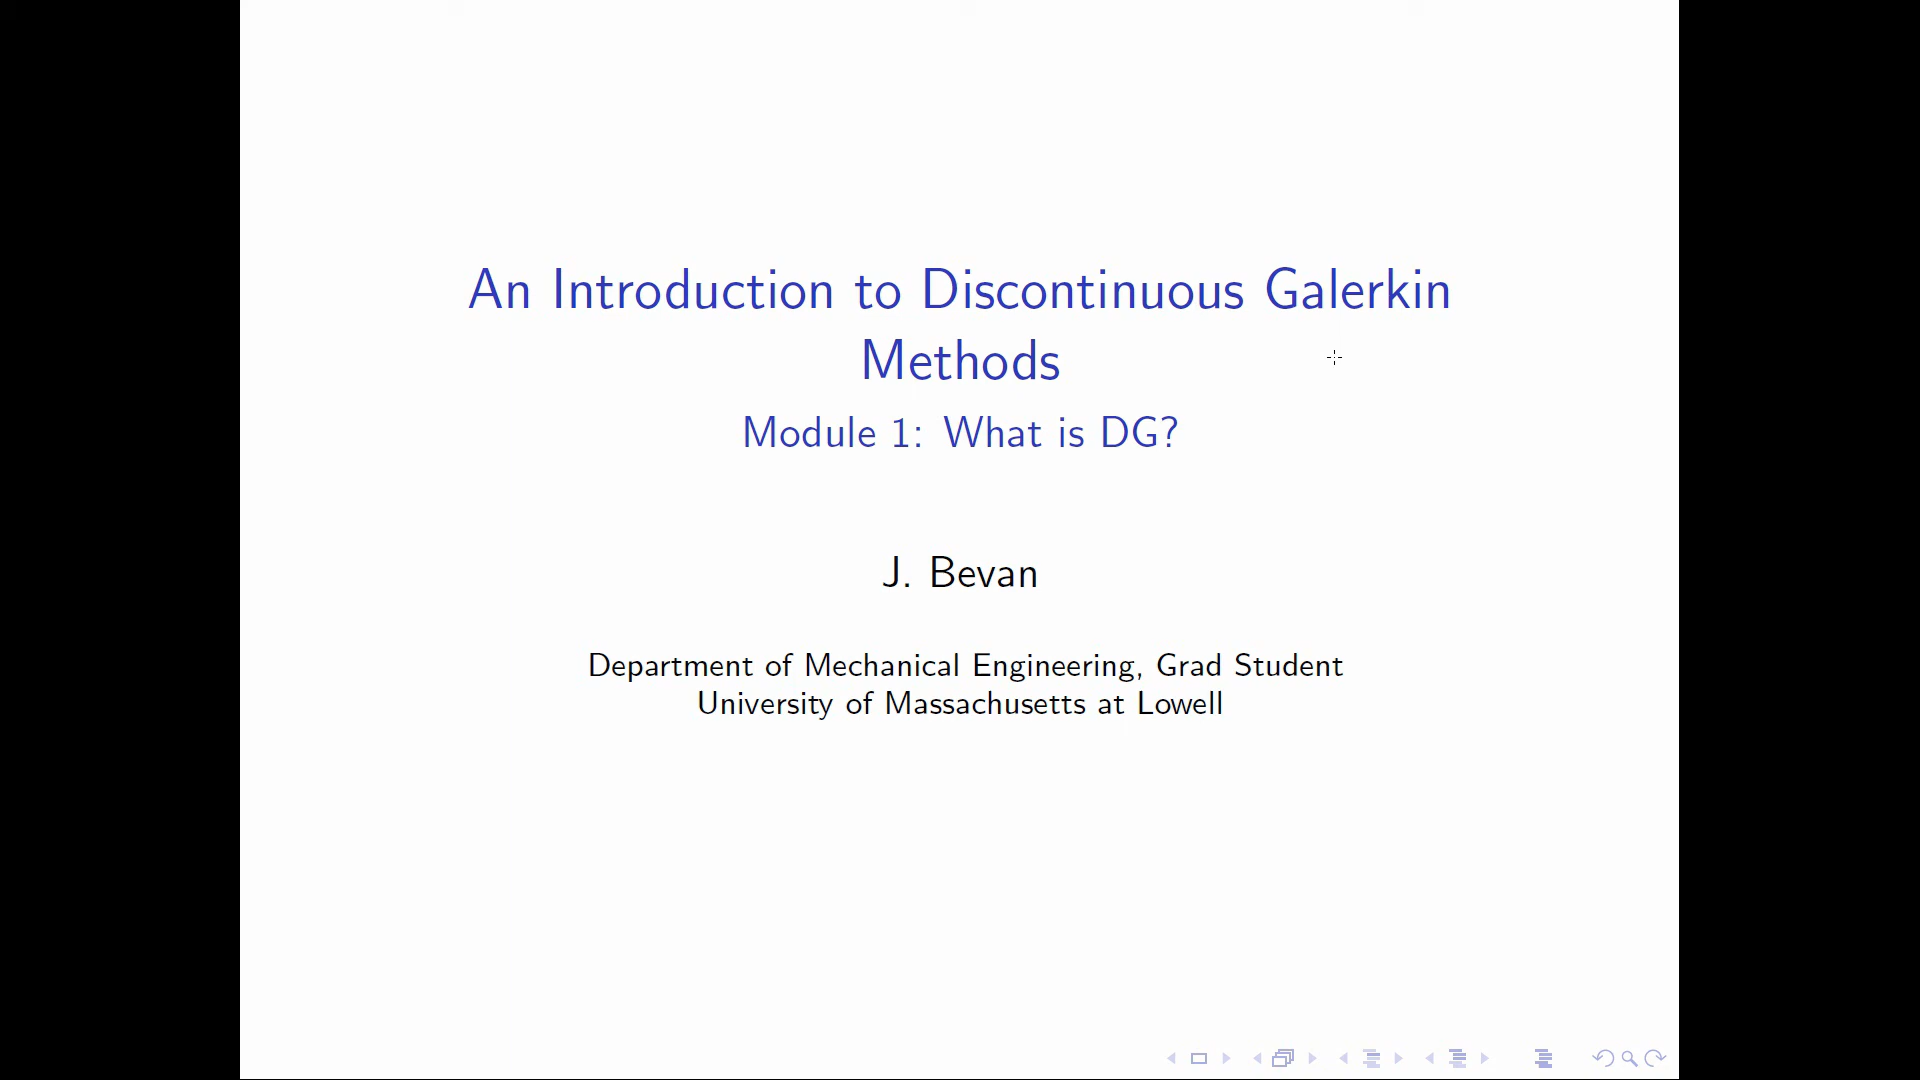 An Introduction to Discontinuous Galerkin
Methods
Module 1: What is DG?
J. Bevan
Department of Mechanical Engineering, Grad Student
University of Massachusetts at Lowell